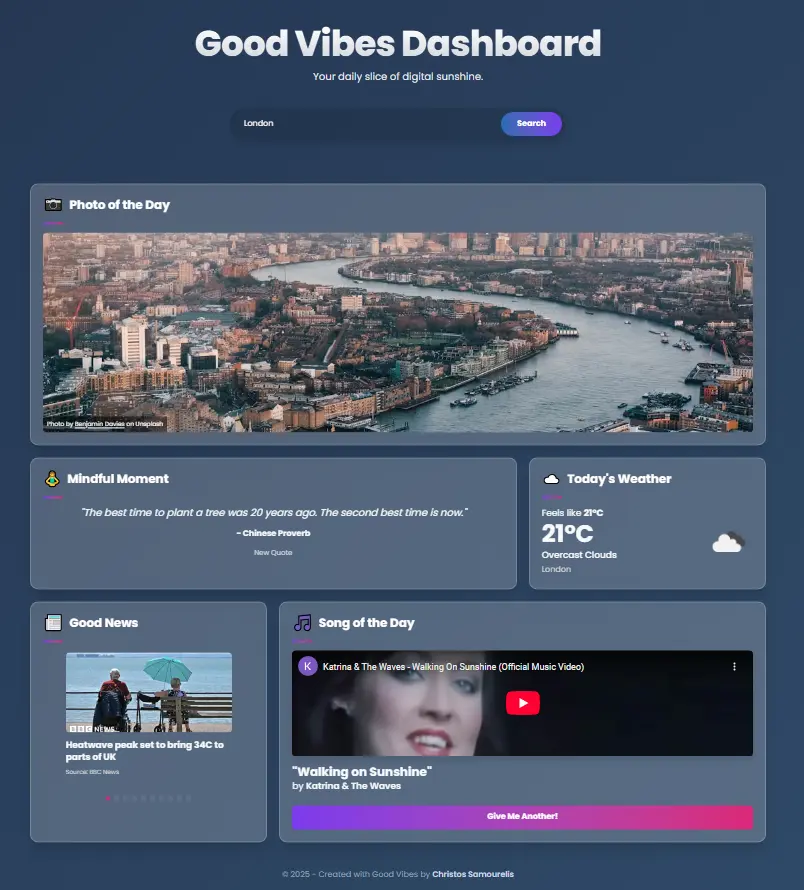 Good Vibes Dashboard
Your daily slice of digital sunshine.
London
Search
Photo of the Day
Photo by Benjamin Davies on Unsplash
Mindful Moment
"The best time to plant a tree was 20 years ago. The second best time is now."
- Chinese Proverb
New Quote
Today's Weather
Feels like 21°C
21°C
Overcast Clouds
London
Good News
BBC NEWS
Heatwave peak set to bring 34C to
parts of UK
Source: BBC News
Song of the Day
K
Katrina & The Waves - Walking On Sunshine (Official Music Video)
"Walking on Sunshine"
by Katrina & The Waves
Give Me Another!
© 2025 - Created with Good Vibes by Christos Samourelis